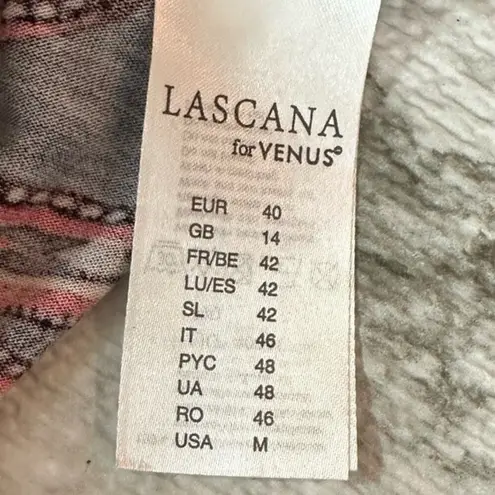 LASCANA
for VENUS®
EUR 40
GB 14
FR/BE 42
LU/ES 42
SL 42
IT 46
PYC 48
UA 48
RO 46
USA M